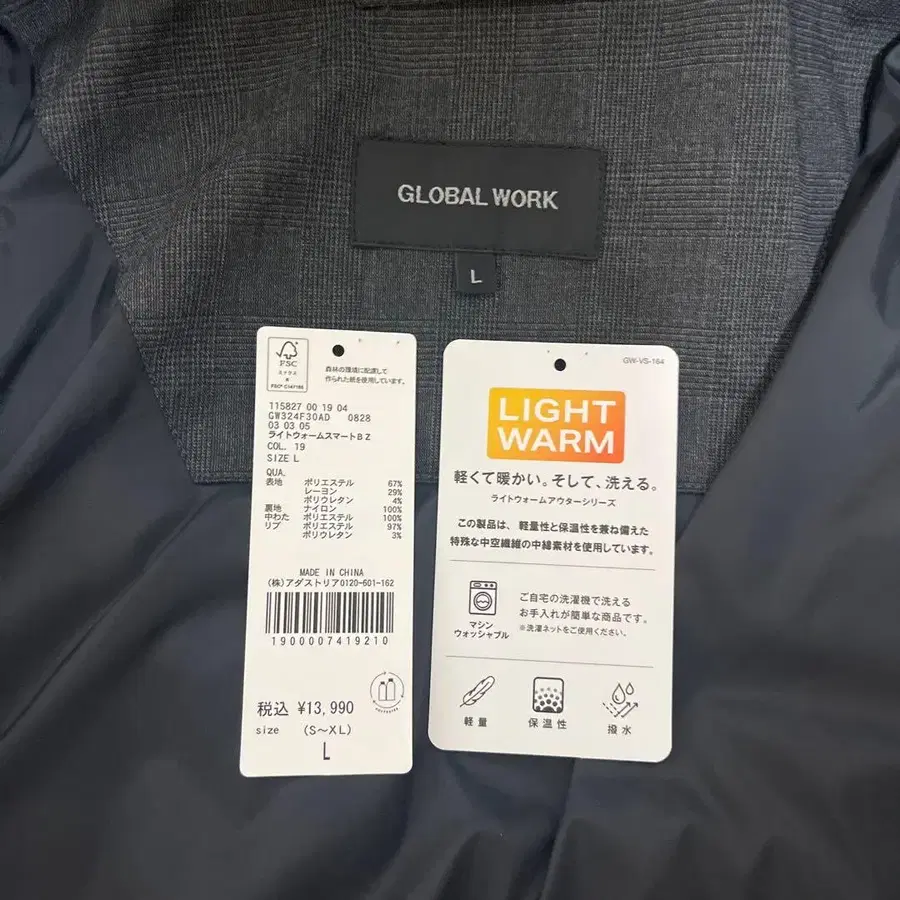 GLOBAL WORK
L
FSC
ミックス
森林の環境に配慮して
作られた紙を使用しています。
115827 00 19 04
GW324F30AD 0828
03 03 05
ライトウォームスマートBZ
COL. 19
SIZE L
QUA.
表地 ポリエステル 67%
レーヨン 29%
ポリウレタン 4%
裏地 ナイロン 100%
中わた ポリエステル 100%
リブ ポリエステル 97%
ポリウレタン 3%
MADE IN CHINA
(株)アダストリア0120-601-162
1900007419210
税込 ¥13,990
size (S～XL)
L
GW-VS-164
LIGHT
WARM
軽くて暖かい。そして、洗える。
ライトウォームアウターシリーズ
この製品は、軽量性と保温性を兼ね備えた
特殊な中空繊維の中綿素材を使用しています。
マシン
ウォッシャブル
ご自宅の洗濯機で洗える
お手入れが簡単な商品です。
※洗濯ネットをご使用ください。
軽量
保温性
撥水